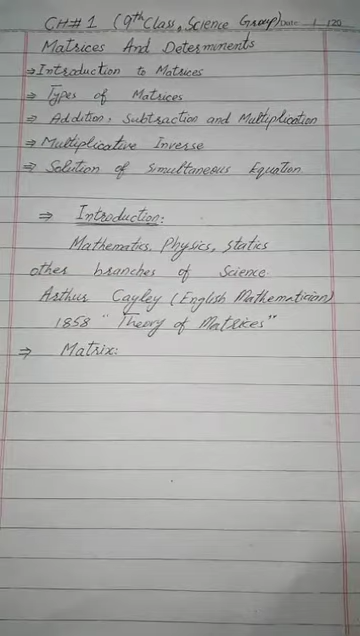 CH# 1 (9th Class, Science Group) Date / /20
Matrices And Determinents
⇒ Introduction to Matrices
⇒ Types of Matrices
⇒ Addition, Subtraction and Multiplication
⇒ Multiplicative Inverse
⇒ Solution of Simultaneous Equation.
⇒ Introduction:
Mathematics, Physics, statics
other branches of Science.
Arthur Cayley (English Mathematician)
1858 "Theory of Matrices"
⇒ Matrix: